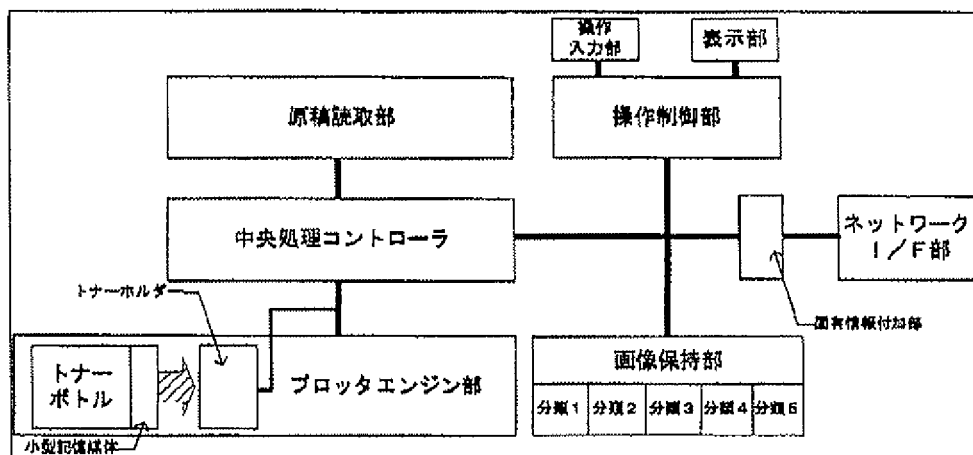 操作
入力部
表示部
原稿読取部
操作制御部
中央処理コントローラ
ネットワーク
I/F部
トナーホルダー
固有情報付加部
トナー
ボトル
プロッタエンジン部
画像保持部
分類1 分類2 分類3 分類4 分類5
小型記憶媒体